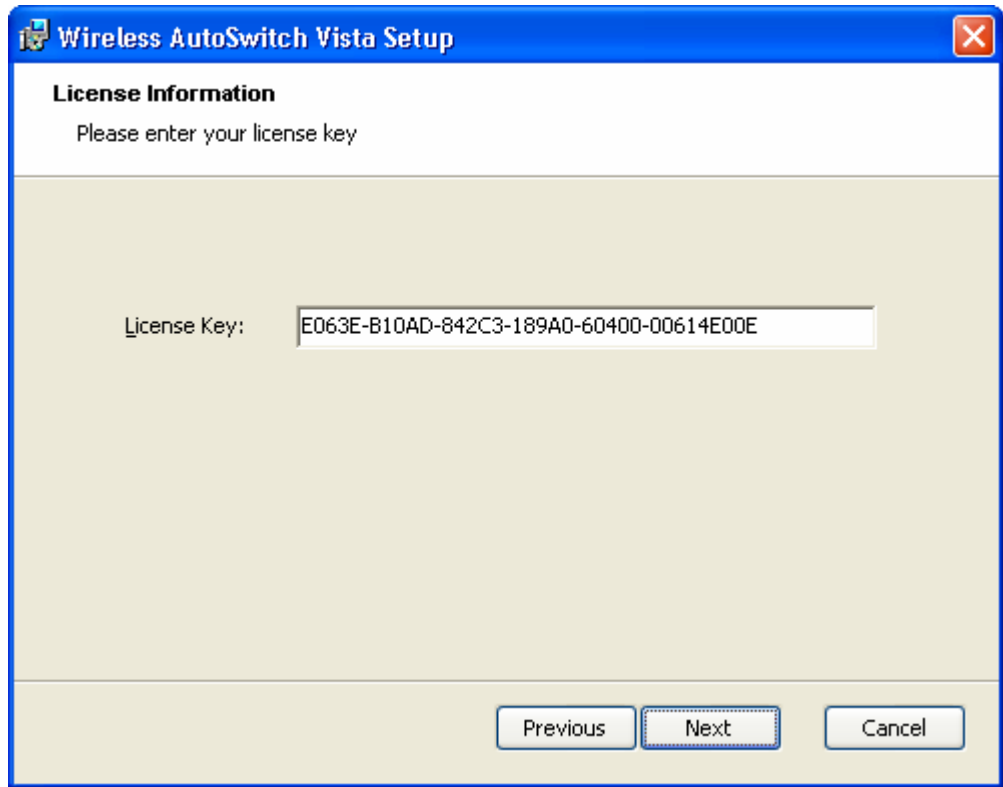 Wireless AutoSwitch Vista Setup
License Information
Please enter your license key
License Key: E063E-B10AD-842C3-189A0-60400-00614E00E
Previous Next Cancel